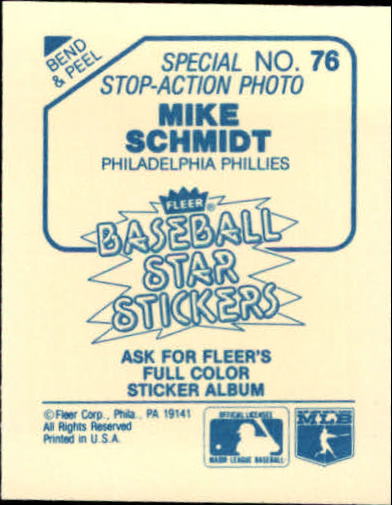 BEND
& PEEL
SPECIAL NO. 76
STOP-ACTION PHOTO
MIKE
SCHMIDT
PHILADELPHIA PHILLIES
FLEER®
BASEBALL
STAR
STICKERS
ASK FOR FLEER'S
FULL COLOR
STICKER ALBUM
© Fleer Corp., Phila., PA 19141
All Rights Reserved
Printed in U.S.A.
OFFICIAL LICENSEE
MAJOR LEAGUE BASEBALL
MLB